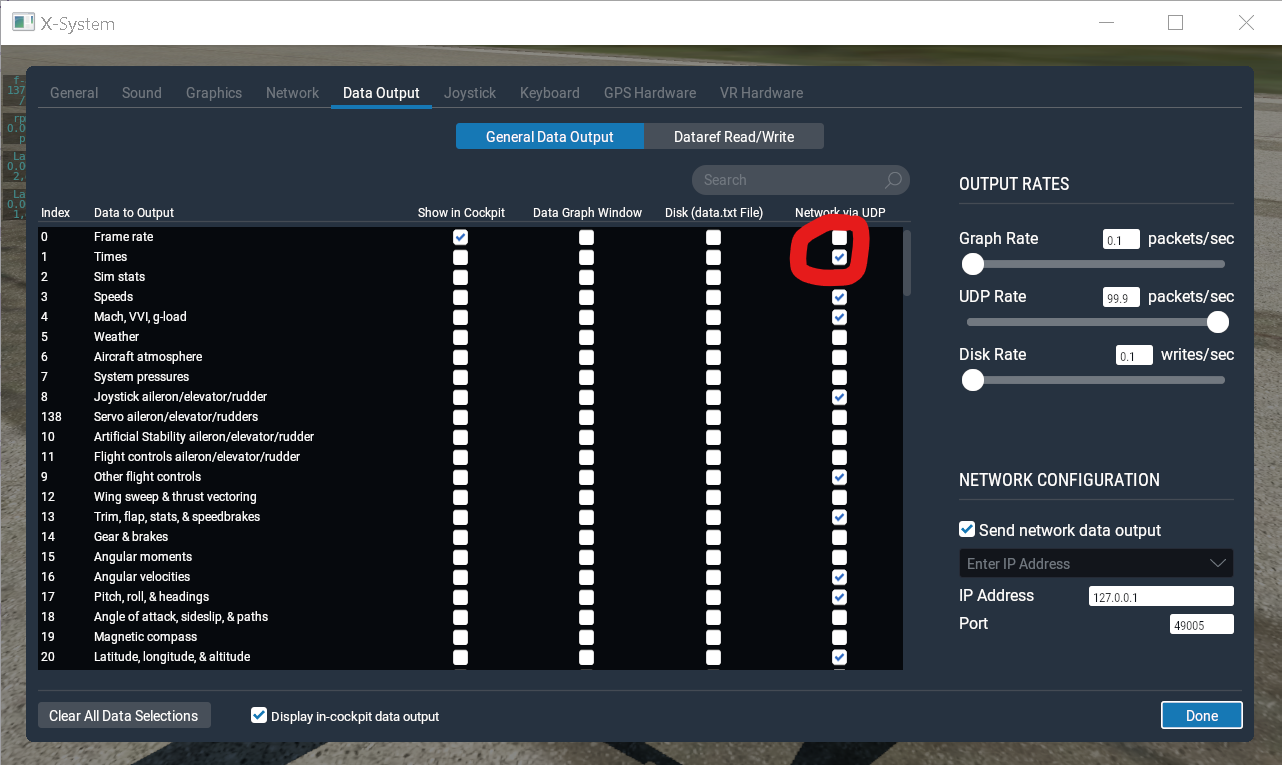 X-System
General Sound Graphics Network Data Output Joystick Keyboard GPS Hardware VR Hardware
General Data Output Dataref Read/Write
Search
Index Data to Output Show in Cockpit Data Graph Window Disk (data.txt File) Network via UDP
0 Frame rate
1 Times
2 Sim stats
3 Speeds
4 Mach, VVI, g-load
5 Weather
6 Aircraft atmosphere
7 System pressures
8 Joystick aileron/elevator/rudder
138 Servo aileron/elevator/rudders
10 Artificial Stability aileron/elevator/rudder
11 Flight controls aileron/elevator/rudder
9 Other flight controls
12 Wing sweep & thrust vectoring
13 Trim, flap, stats, & speedbrakes
14 Gear & brakes
15 Angular moments
16 Angular velocities
17 Pitch, roll, & headings
18 Angle of attack, sideslip, & paths
19 Magnetic compass
20 Latitude, longitude, & altitude
OUTPUT RATES
Graph Rate 0.1 packets/sec
UDP Rate 99.9 packets/sec
Disk Rate 0.1 writes/sec
NETWORK CONFIGURATION
Send network data output
Enter IP Address
IP Address 127.0.0.1
Port 49005
Clear All Data Selections Display in-cockpit data output Done